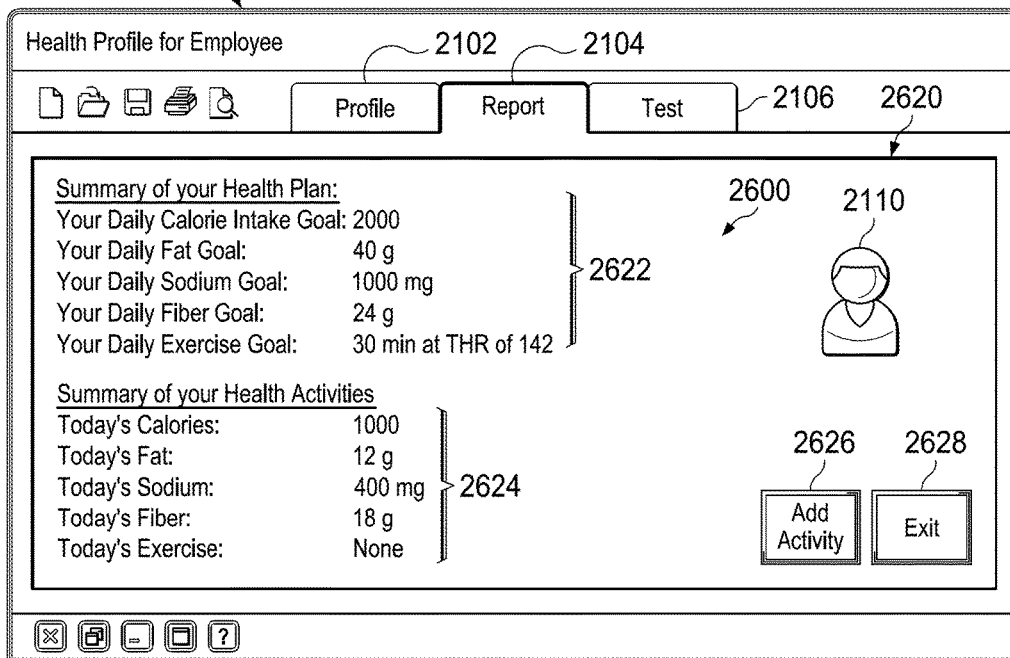 Health Profile for Employee
2102
2104
Profile
Report
Test
2106
2620
Summary of your Health Plan:
Your Daily Calorie Intake Goal: 2000
Your Daily Fat Goal: 40 g
Your Daily Sodium Goal: 1000 mg
Your Daily Fiber Goal: 24 g
Your Daily Exercise Goal: 30 min at THR of 142
2622
2600
2110
Summary of your Health Activities
Today's Calories: 1000
Today's Fat: 12 g
Today's Sodium: 400 mg
Today's Fiber: 18 g
Today's Exercise: None
2624
2626
2628
Add
Activity
Exit
?